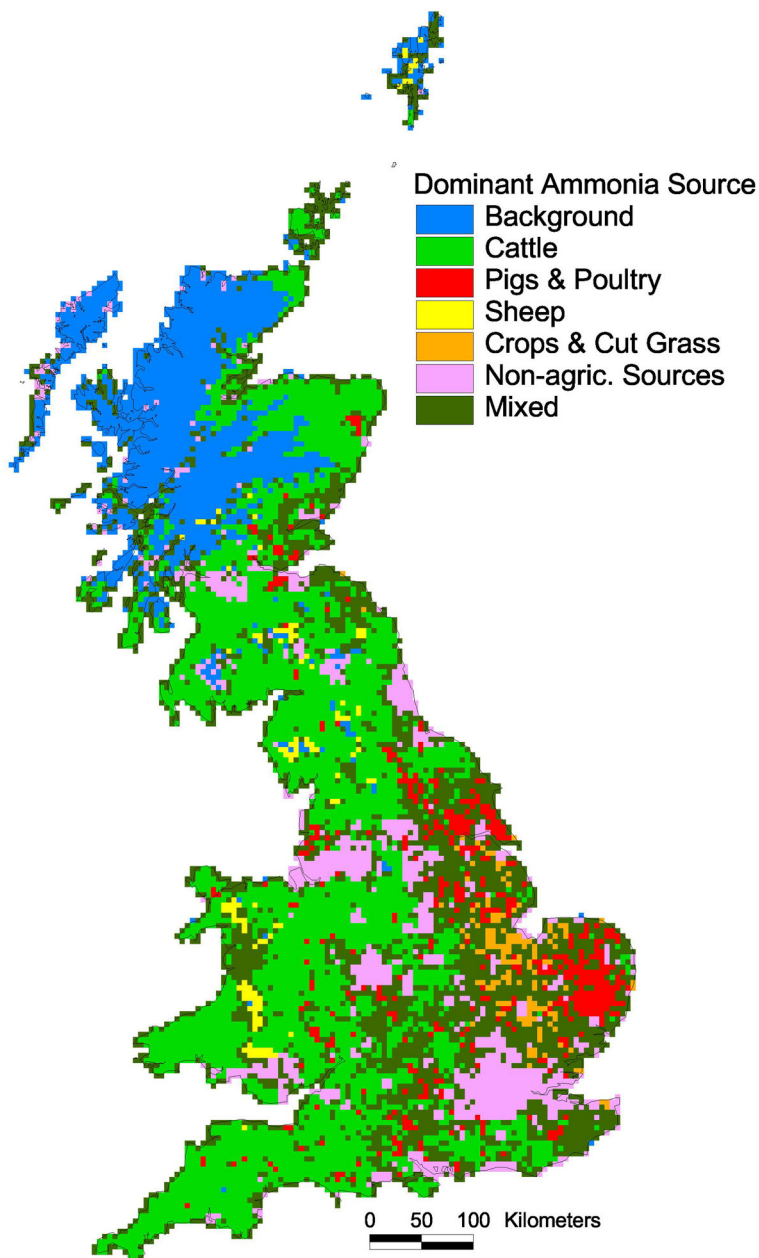 Dominant Ammonia Source
Background
Cattle
Pigs & Poultry
Sheep
Crops & Cut Grass
Non-agric. Sources
Mixed
0 50 100 Kilometers